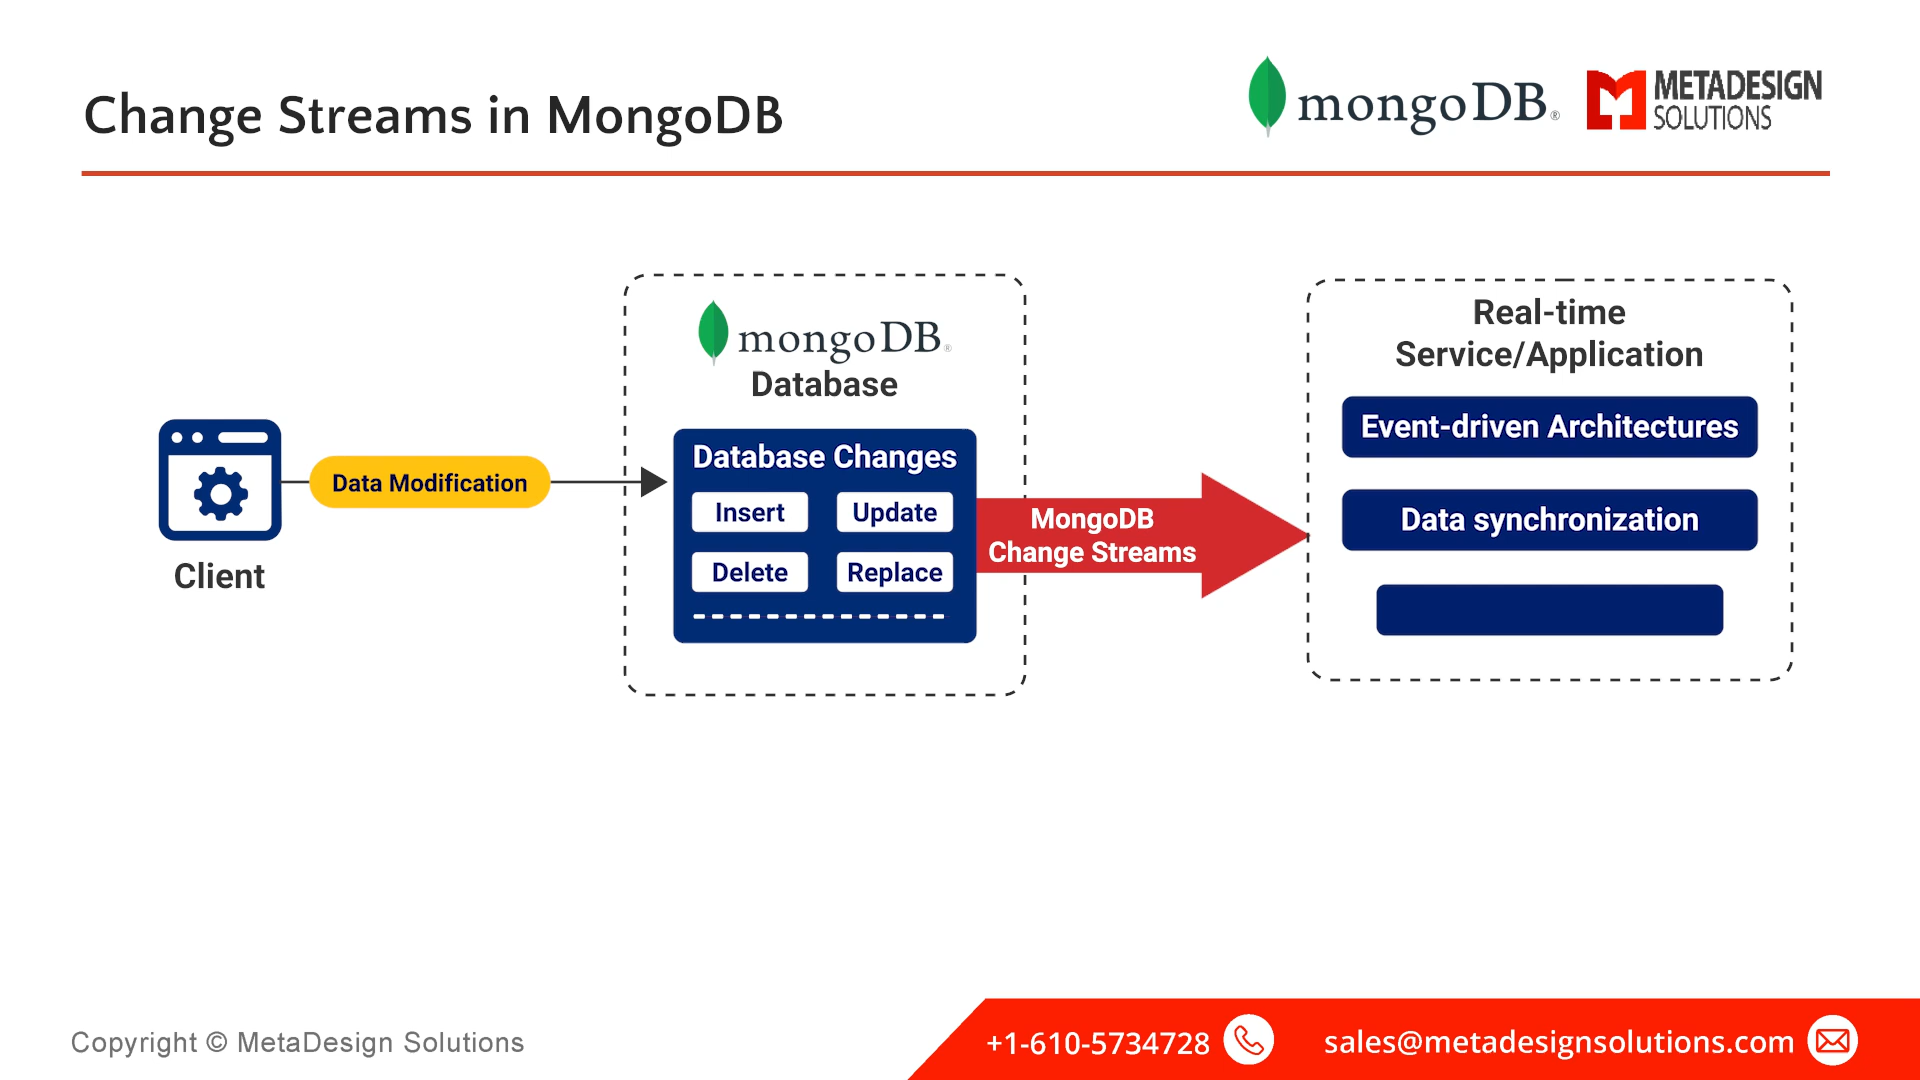 Change Streams in MongoDB
mongoDB®
METADESIGN
SOLUTIONS
mongoDB®
Database
Real-time
Service/Application
Client
Data Modification
Database Changes
Insert
Update
Delete
Replace
MongoDB
Change Streams
Event-driven Architectures
Data synchronization
Copyright © MetaDesign Solutions
+1-610-5734728
sales@metadesignsolutions.com